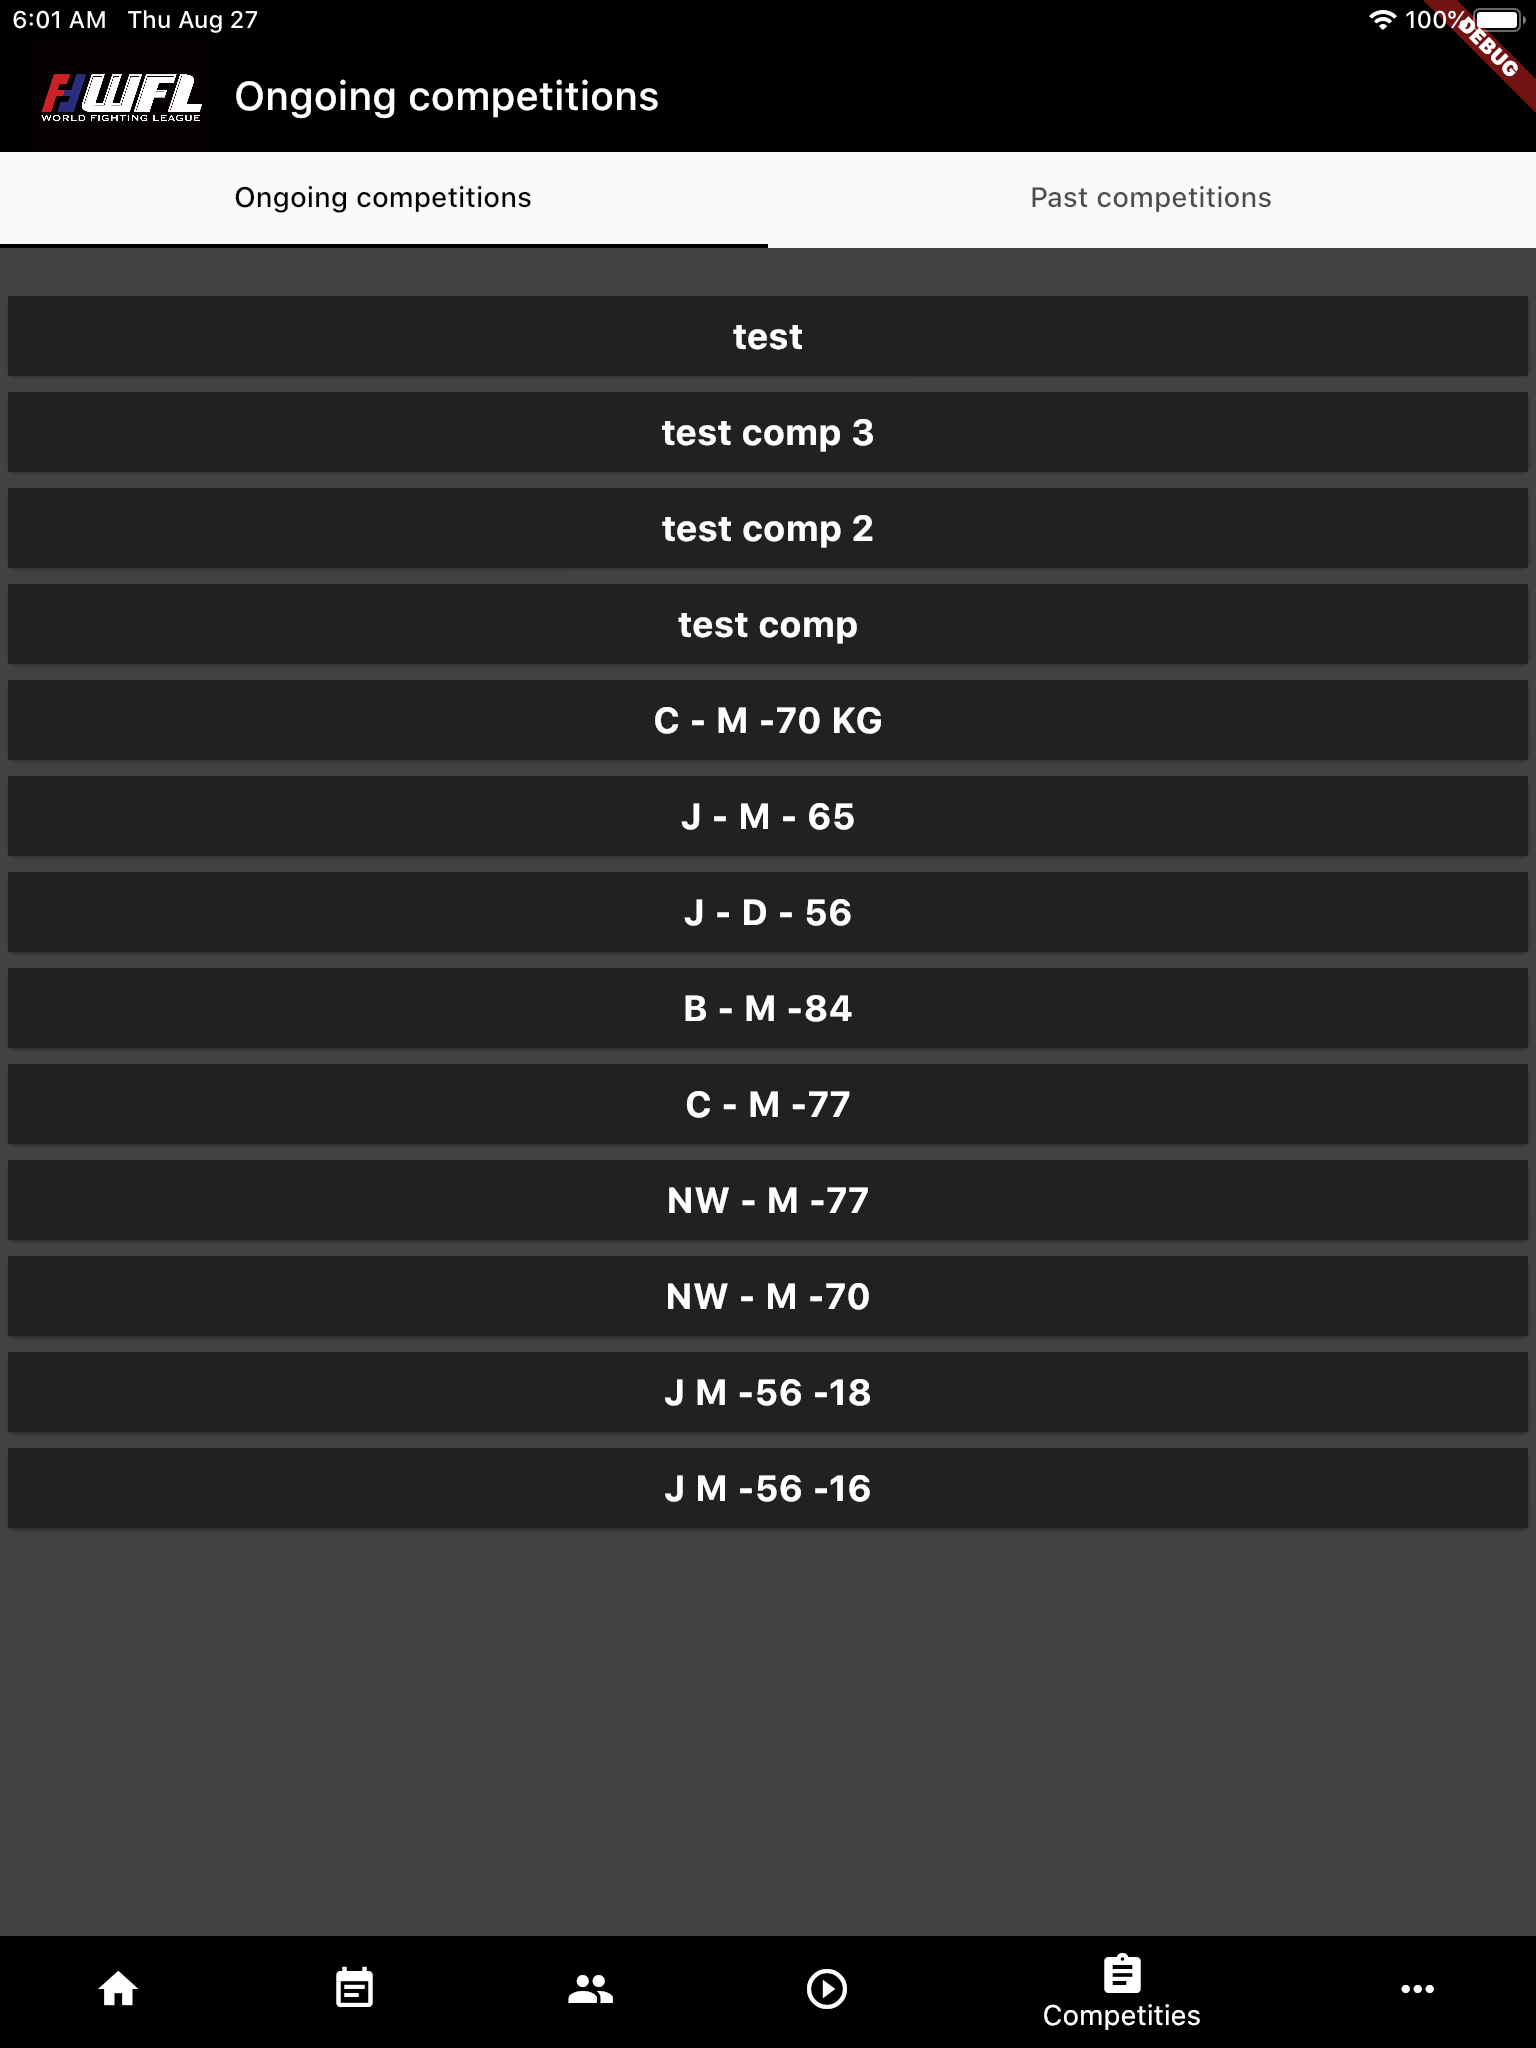 6:01 AM Thu Aug 27
100%
DEBUG
WFL
WORLD FIGHTING LEAGUE
Ongoing competitions
Ongoing competitions
Past competitions
test
test comp 3
test comp 2
test comp
C - M -70 KG
J - M - 65
J - D - 56
B - M -84
C - M -77
NW - M -77
NW - M -70
J M -56 -18
J M -56 -16
Competities